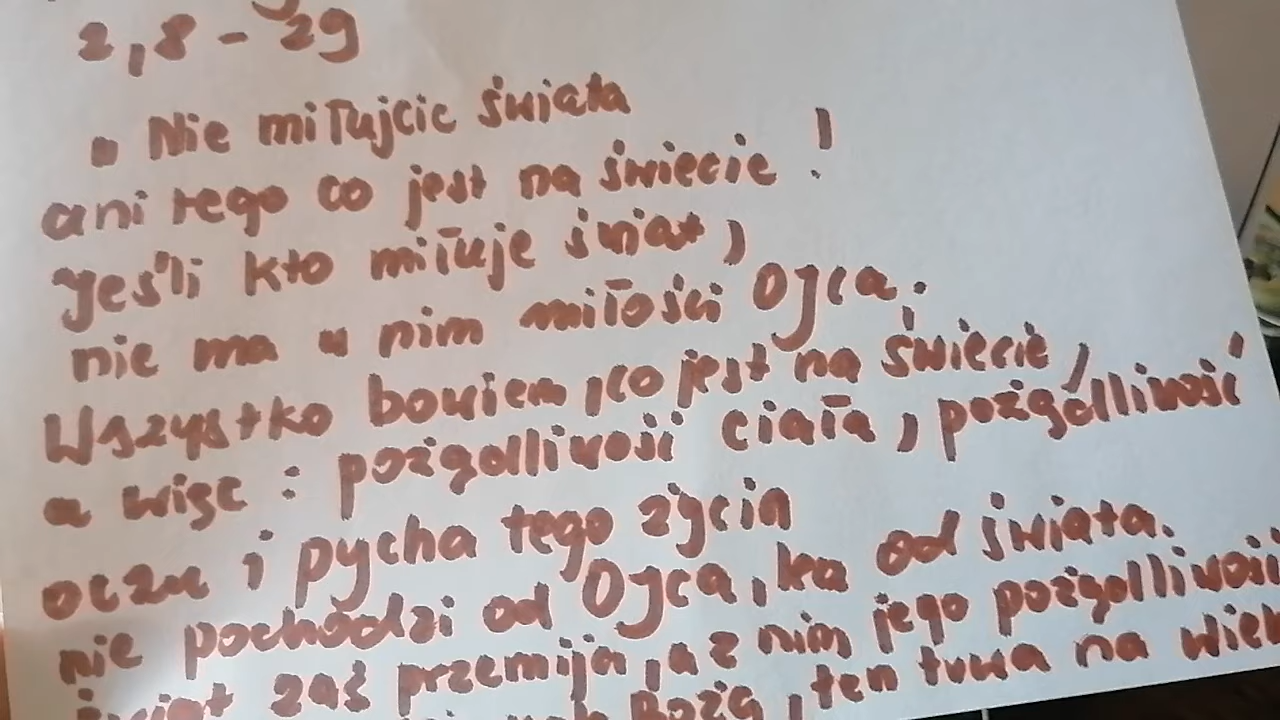 2,8 - 29
Nie miłujcie świata
ani tego co jest na świecie !
Jeśli kto miłuje świat,
nie ma w nim miłości Ojca.
Wszystko bowiem, co jest na świecie,
a więc : pożądliwość ciała, pożądliwość
oczu i pycha tego życia
nie pochodzi od Ojca, lecz od świata.
świat zaś przemija, a z nim jego pożądliwość
Bożą, ten trwa na wiek